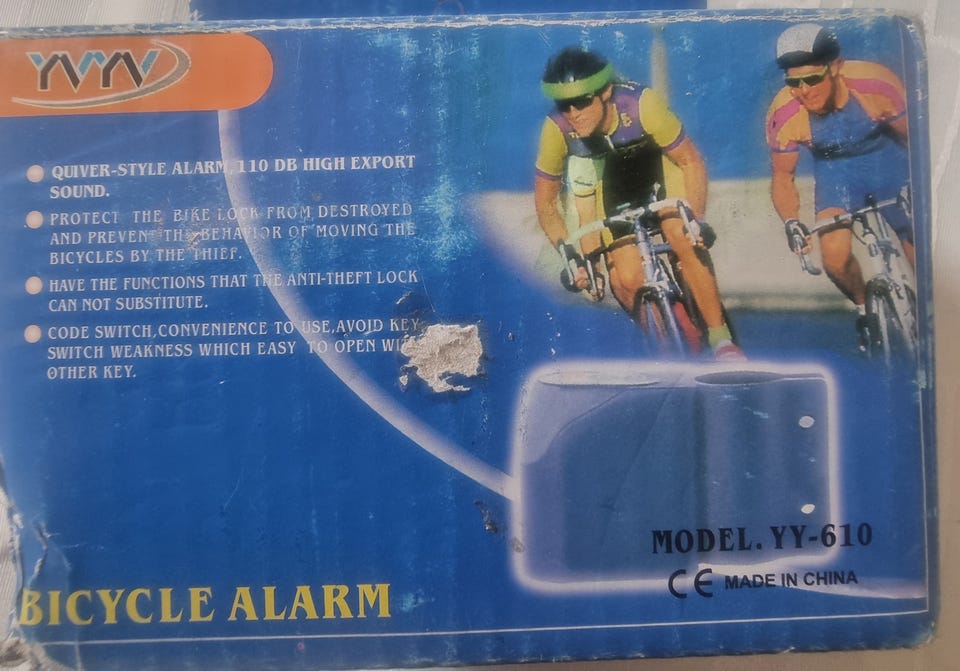 YVYV
QUIVER-STYLE ALARM, 110 DB HIGH EXPORT
SOUND.
PROTECT THE BIKE LOCK FROM DESTROYED
AND PREVENT THE BEHAVIOR OF MOVING THE
BICYCLES BY THE THIEF.
HAVE THE FUNCTIONS THAT THE ANTI-THEFT LOCK
CAN NOT SUBSTITUTE.
CODE SWITCH,CONVENIENCE TO USE,AVOID KEY
SWITCH WEAKNESS WHICH EASY TO OPEN WITH
OTHER KEY.
MODEL. YY-610
CE MADE IN CHINA
BICYCLE ALARM